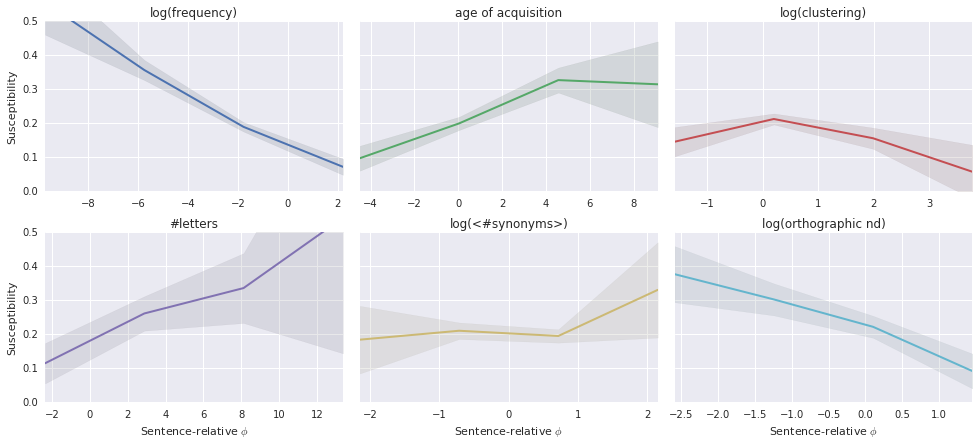 log(frequency)
age of acquisition
log(clustering)
Susceptibility
0.5
0.4
0.3
0.2
0.1
0.0
−8 −6 −4 −2 0 2
−4 −2 0 2 4 6 8
−1 0 1 2 3
#letters
log(<#synonyms>)
log(orthographic nd)
Susceptibility
0.5
0.4
0.3
0.2
0.1
0.0
−2 0 2 4 6 8 10 12
−2 −1 0 1 2
−2.5 −2.0 −1.5 −1.0 −0.5 0.0 0.5 1.0
Sentence-relative ϕ
Sentence-relative ϕ
Sentence-relative ϕ